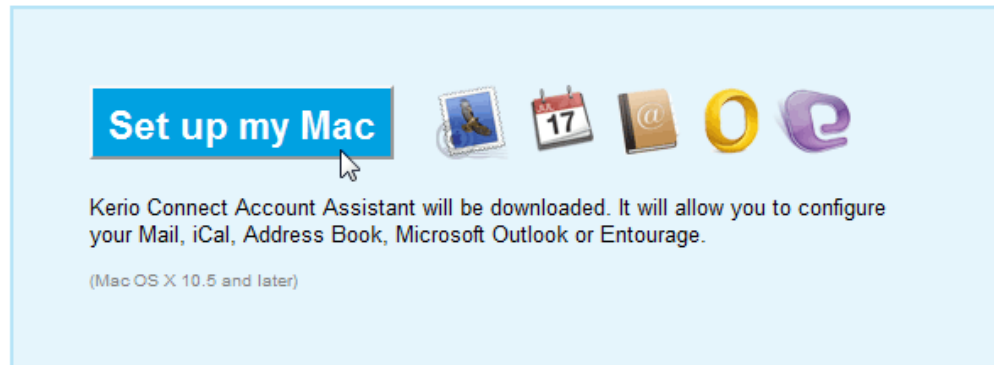 Set up my Mac
JUL
17
@
Kerio Connect Account Assistant will be downloaded. It will allow you to configure
your Mail, iCal, Address Book, Microsoft Outlook or Entourage.
(Mac OS X 10.5 and later)